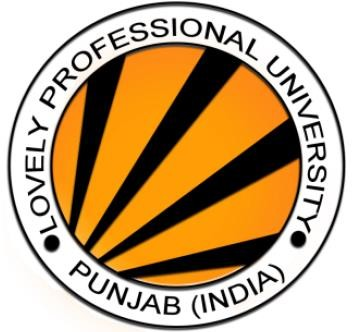 LOVELY PROFESSIONAL UNIVERSITY
PUNJAB (INDIA)